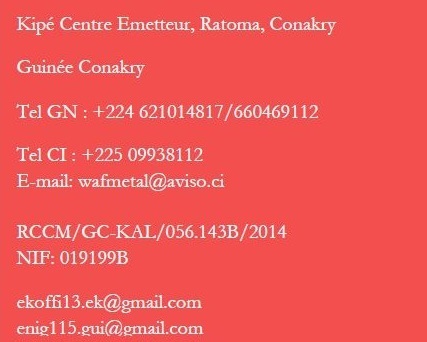 Kipé Centre Emetteur, Ratoma, Conakry
Guinée Conakry
Tel GN : +224 621014817/660469112
Tel CI : +225 09938112
E-mail: wafmetal@aviso.ci
RCCM/GC-KAL/056.143B/2014
NIF: 019199B
ekoffi13.ek@gmail.com
enig115.gui@gmail.com